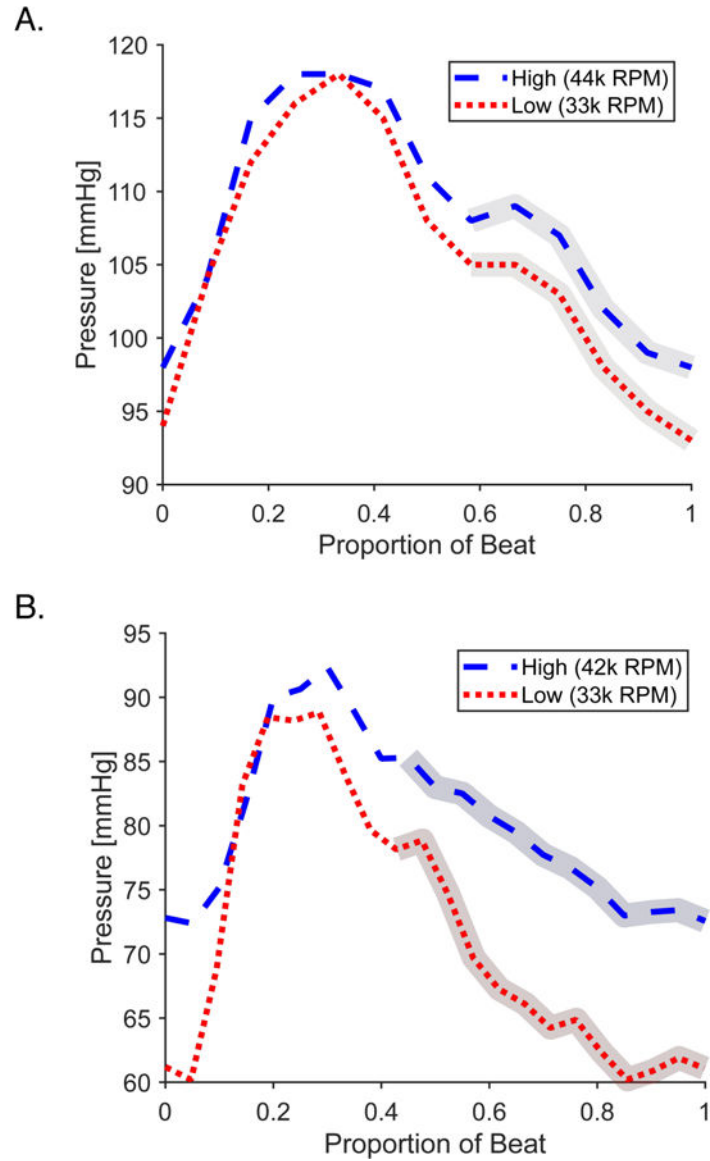 A.
120
115
110
105
100
95
90
Pressure [mmHg]
High (44k RPM)
Low (33k RPM)
0 0.2 0.4 0.6 0.8 1
Proportion of Beat
B.
95
90
85
80
75
70
65
60
Pressure [mmHg]
High (42k RPM)
Low (33k RPM)
0 0.2 0.4 0.6 0.8 1
Proportion of Beat